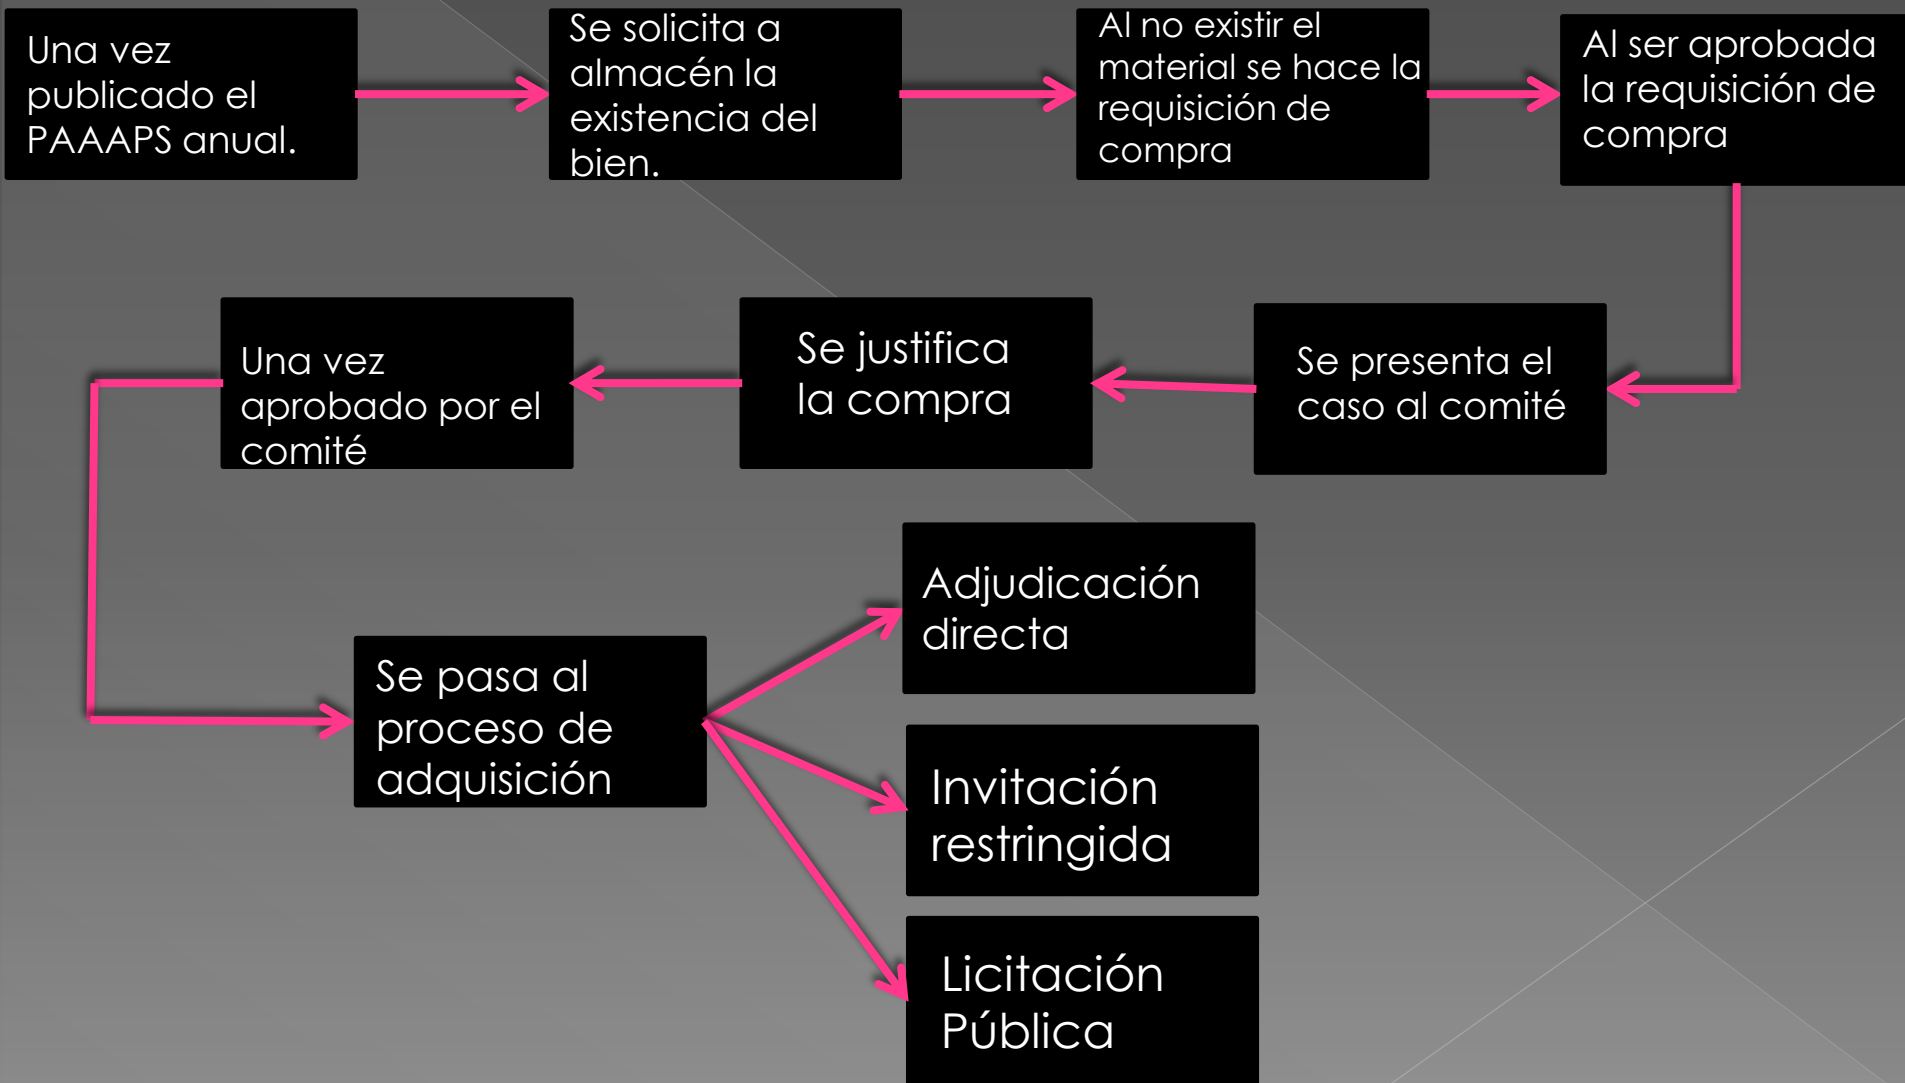 Una vez
publicado el
PAAAPS anual.
Se solicita a
almacén la
existencia del
bien.
Al no existir el
material se hace la
requisición de
compra
Al ser aprobada
la requisición de
compra
Se presenta el
caso al comité
Se justifica
la compra
Una vez
aprobado por el
comité
Se pasa al
proceso de
adquisición
Adjudicación
directa
Invitación
restringida
Licitación
Pública